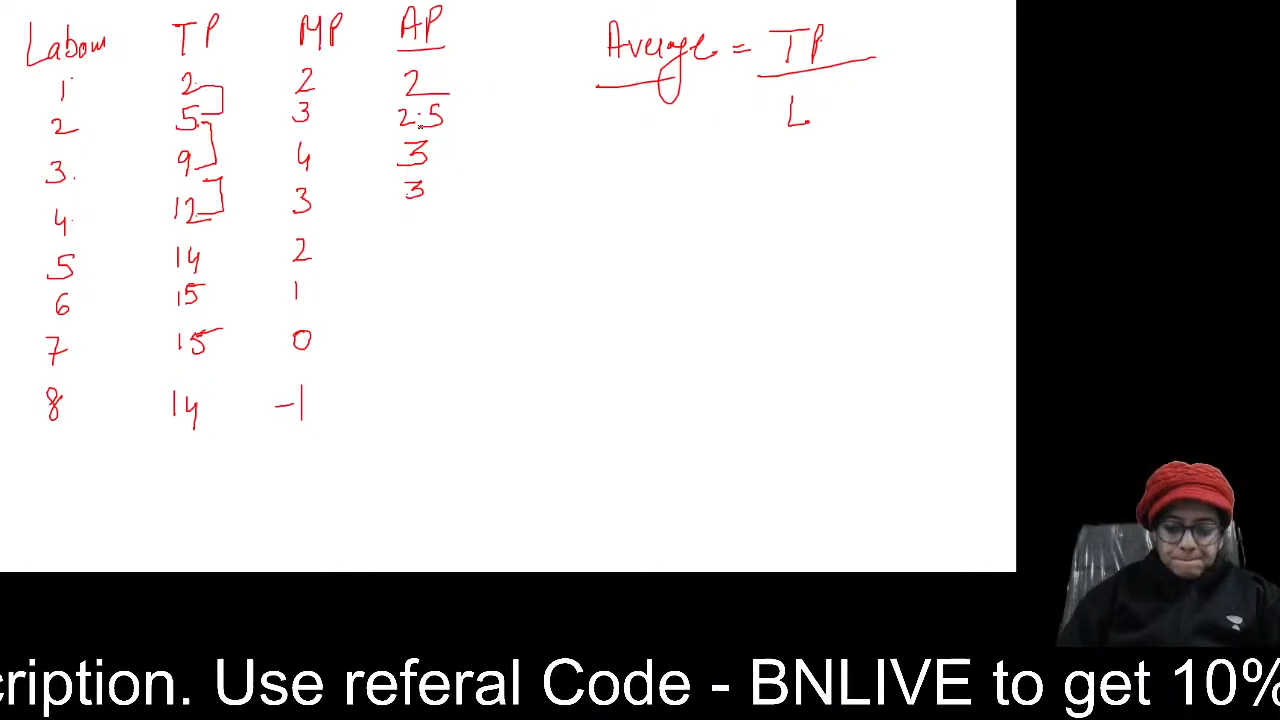 Labour TP MP AP Average = TP / L
1 2 2 2
2 5 3 2.5
3. 9 4 3
4 12 3 3
5 14 2
6 15 1
7 15 0
8 14 -1
cription. Use referal Code - BNLIVE to get 10%